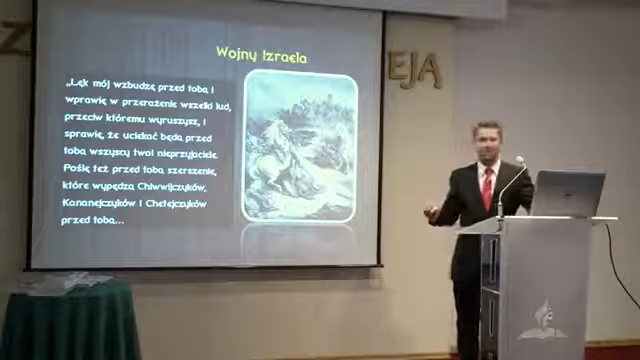 Wojny Izraela
„Lęk mój wzbudzę przed tobą i
wprawię w przerażenie wszelki lud,
przeciw któremu wyruszysz, i
sprawię, że uciekać będą przed
tobą wszyscy twoi nieprzyjaciele.
Poślę też przed tobą szerszenie,
które wypędzą Chiwwijczyków,
Kananejczyków i Chetejczyków
przed tobą...
EJĄ